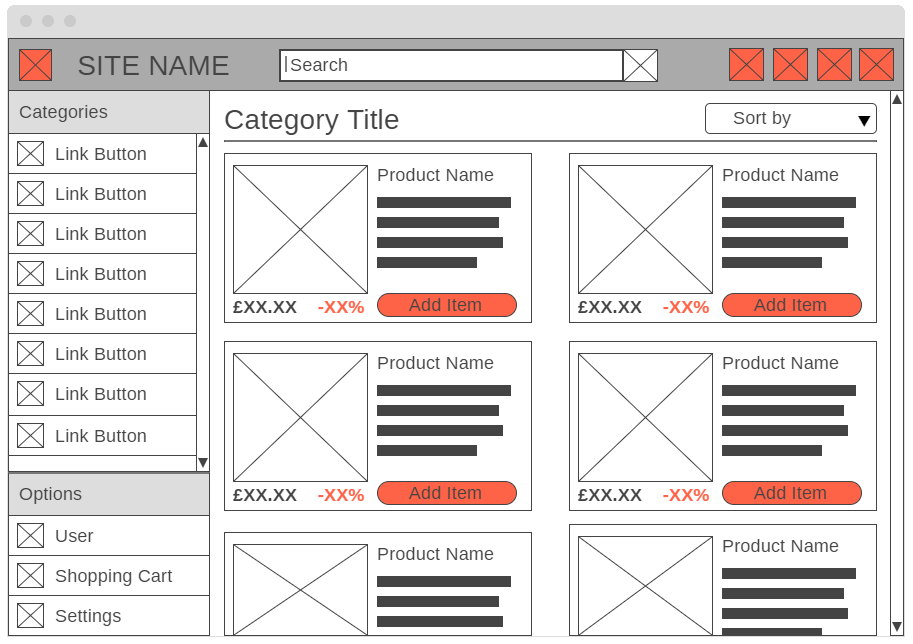 SITE NAME
Search
Categories
Link Button
Link Button
Link Button
Link Button
Link Button
Link Button
Link Button
Link Button
Options
User
Shopping Cart
Settings
Category Title
Sort by
Product Name
£XX.XX -XX% Add Item
Product Name
£XX.XX -XX% Add Item
Product Name
£XX.XX -XX% Add Item
Product Name
£XX.XX -XX% Add Item
Product Name
Product Name